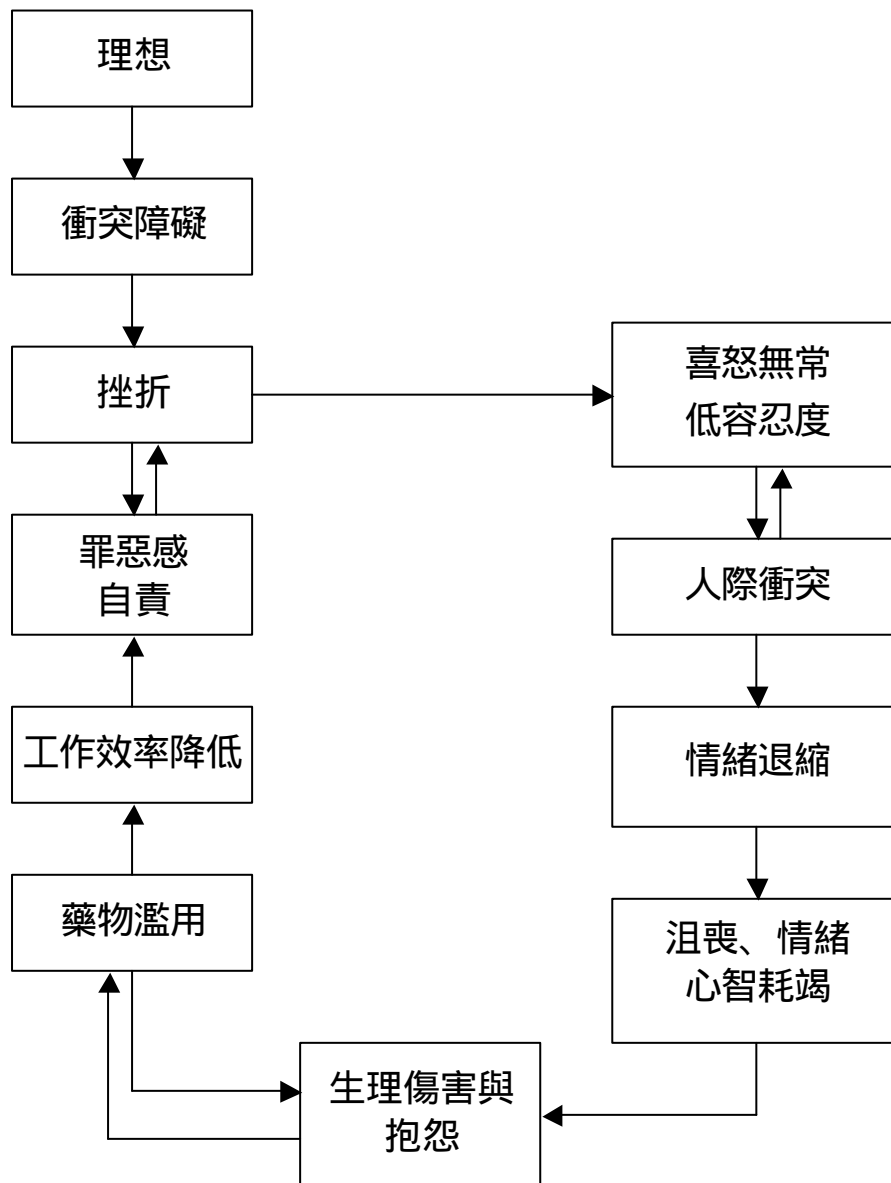 理想
衝突障礙
挫折
喜怒無常
低容忍度
罪惡感
自責
人際衝突
工作效率降低
情緒退縮
藥物濫用
沮喪、情緒
心智耗竭
生理傷害與
抱怨